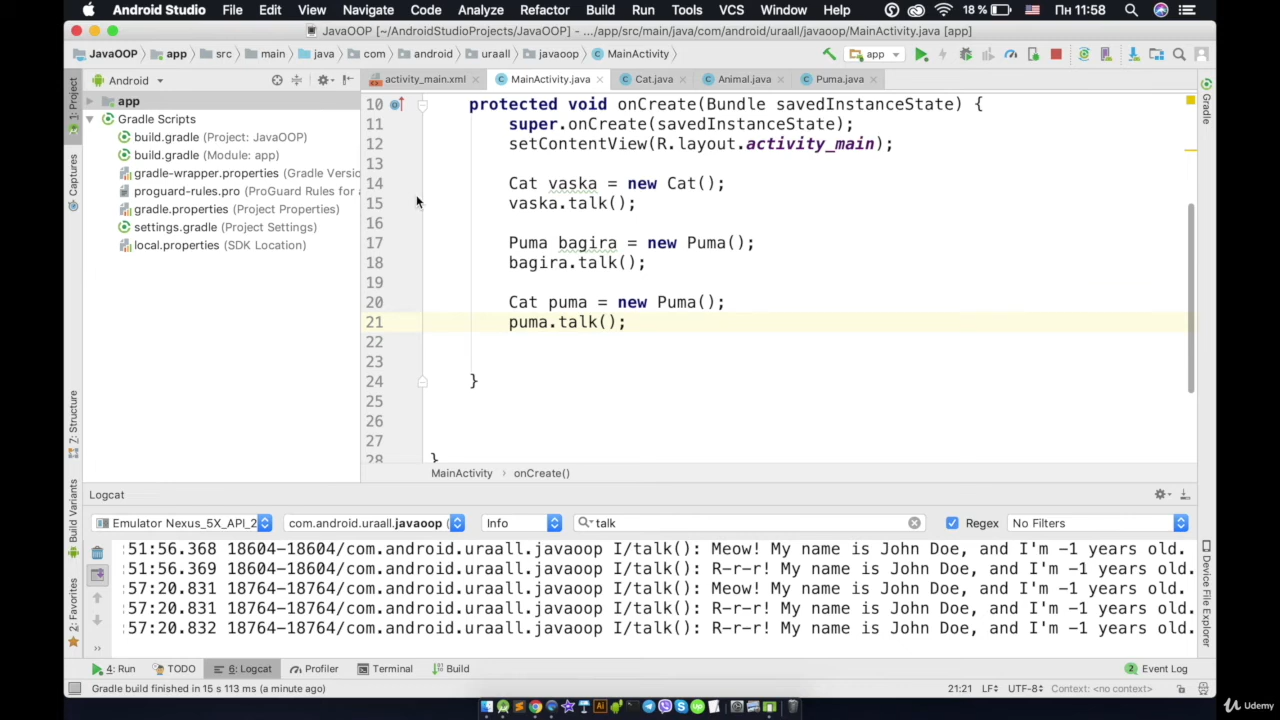 Android Studio File Edit View Navigate Code Analyze Refactor Build Run Tools VCS Window Help 18 % Пн 11:58
JavaOOP [~/AndroidStudioProjects/JavaOOP] - .../app/src/main/java/com/android/uraall/javaoop/MainActivity.java [app]
JavaOOP app src main java com android uraall javaoop MainActivity app
Android activity_main.xml MainActivity.java Cat.java Animal.java Puma.java
1: Project
Captures
7: Structure
Build Variants
2: Favorites
app
Gradle Scripts
build.gradle (Project: JavaOOP)
build.gradle (Module: app)
gradle-wrapper.properties (Gradle Versio
proguard-rules.pro (ProGuard Rules for a
gradle.properties (Project Properties)
settings.gradle (Project Settings)
local.properties (SDK Location)
10 protected void onCreate(Bundle savedInstanceState) {
11 super.onCreate(savedInstanceState);
12 setContentView(R.layout.activity_main);
13
14 Cat vaska = new Cat();
15 vaska.talk();
16
17 Puma bagira = new Puma();
18 bagira.talk();
19
20 Cat puma = new Puma();
21 puma.talk();
22
23
24 }
25
26
27
28 }
MainActivity onCreate()
Gradle
Device File Explorer
Logcat
Emulator Nexus_5X_API_2 com.android.uraall.javaoop ( Info talk Regex No Filters
:51:56.368 18604-18604/com.android.uraall.javaoop I/talk(): Meow! My name is John Doe, and I'm -1 years old.
:51:56.369 18604-18604/com.android.uraall.javaoop I/talk(): R-r-r! My name is John Doe, and I'm -1 years old.
:57:20.831 18764-18764/com.android.uraall.javaoop I/talk(): Meow! My name is John Doe, and I'm -1 years old.
:57:20.831 18764-18764/com.android.uraall.javaoop I/talk(): R-r-r! My name is John Doe, and I'm -1 years old.
:57:20.832 18764-18764/com.android.uraall.javaoop I/talk(): R-r-r! My name is John Doe, and I'm -1 years old.
4: Run TODO 6: Logcat Profiler Terminal Build 2 Event Log
Gradle build finished in 15 s 113 ms (a minute ago) 21:21 LF UTF-8 Context: <no context>
Udemy